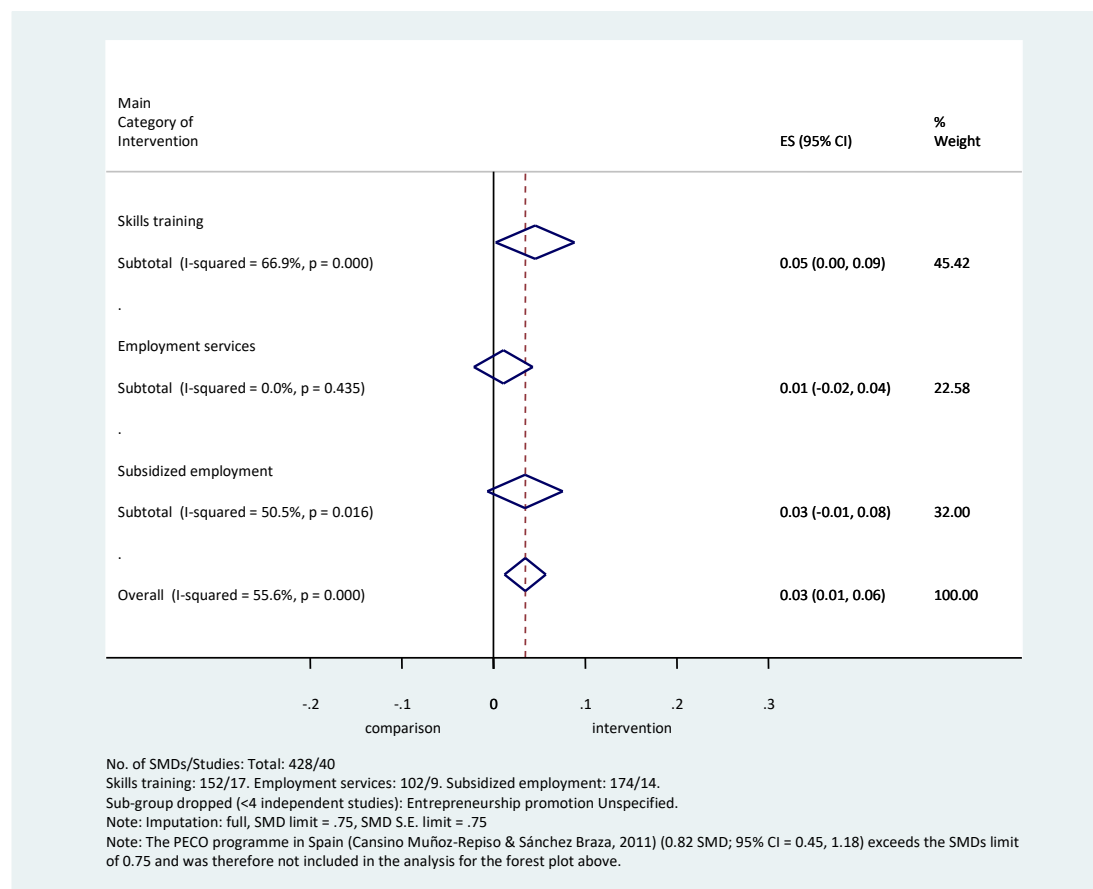 Main
Category of
Intervention
ES (95% CI)
%
Weight
Skills training
Subtotal (I-squared = 66.9%, p = 0.000)
0.05 (0.00, 0.09)
45.42
.
Employment services
Subtotal (I-squared = 0.0%, p = 0.435)
0.01 (-0.02, 0.04)
22.58
.
Subsidized employment
Subtotal (I-squared = 50.5%, p = 0.016)
0.03 (-0.01, 0.08)
32.00
.
Overall (I-squared = 55.6%, p = 0.000)
0.03 (0.01, 0.06)
100.00
-.2 -.1 0 .1 .2 .3
comparison intervention
No. of SMDs/Studies: Total: 428/40
Skills training: 152/17. Employment services: 102/9. Subsidized employment: 174/14.
Sub-group dropped (<4 independent studies): Entrepreneurship promotion Unspecified.
Note: Imputation: full, SMD limit = .75, SMD S.E. limit = .75
Note: The PECO programme in Spain (Cansino Muñoz-Repiso & Sánchez Braza, 2011) (0.82 SMD; 95% CI = 0.45, 1.18) exceeds the SMDs limit
of 0.75 and was therefore not included in the analysis for the forest plot above.